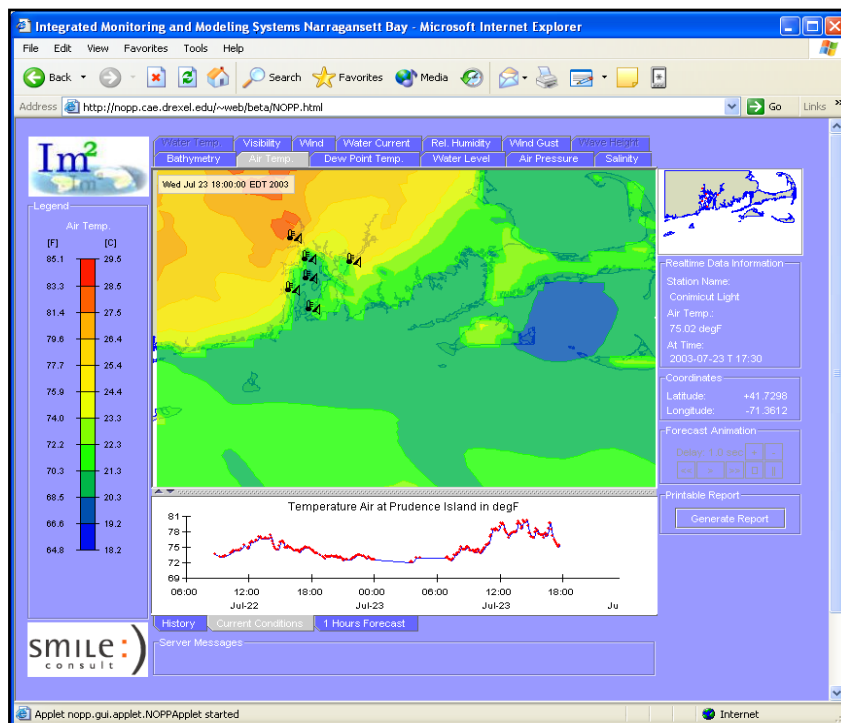 Integrated Monitoring and Modeling Systems Narragansett Bay - Microsoft Internet Explorer
File Edit View Favorites Tools Help
Back Search Favorites Media
Address http://nopp.cae.drexel.edu/~web/beta/NOPP.html Go Links »
Im2
Water Temp. Visibility Wind Water Current Rel. Humidity Wind Gust Wave Height
Bathymetry Air Temp. Dew Point Temp. Water Level Air Pressure Salinity
Wed Jul 23 18:00:00 EDT 2003
Legend
Air Temp.
[F] [C]
85.1 29.5
83.3 28.5
81.4 27.5
79.6 26.4
77.7 25.4
75.9 24.4
74.0 23.3
72.2 22.3
70.3 21.3
68.5 20.3
66.6 19.2
64.8 18.2
Realtime Data Information
Station Name:
Conimicut Light
Air Temp.:
75.02 degF
At Time:
2003-07-23 T 17:30
Coordinates
Latitude: +41.7298
Longitude: -71.3612
Forecast Animation
Delay: 1.0 sec + -
Printable Report
Generate Report
Temperature Air at Prudence Island in degF
81
78
75
72
69
06:00 12:00 18:00 00:00 06:00 12:00 18:00
Jul-22 Jul-23 Jul-23 Ju
History Current Conditions 1 Hours Forecast
Server Messages
smile:)
consult
Applet nopp.gui.applet.NOPPApplet started Internet